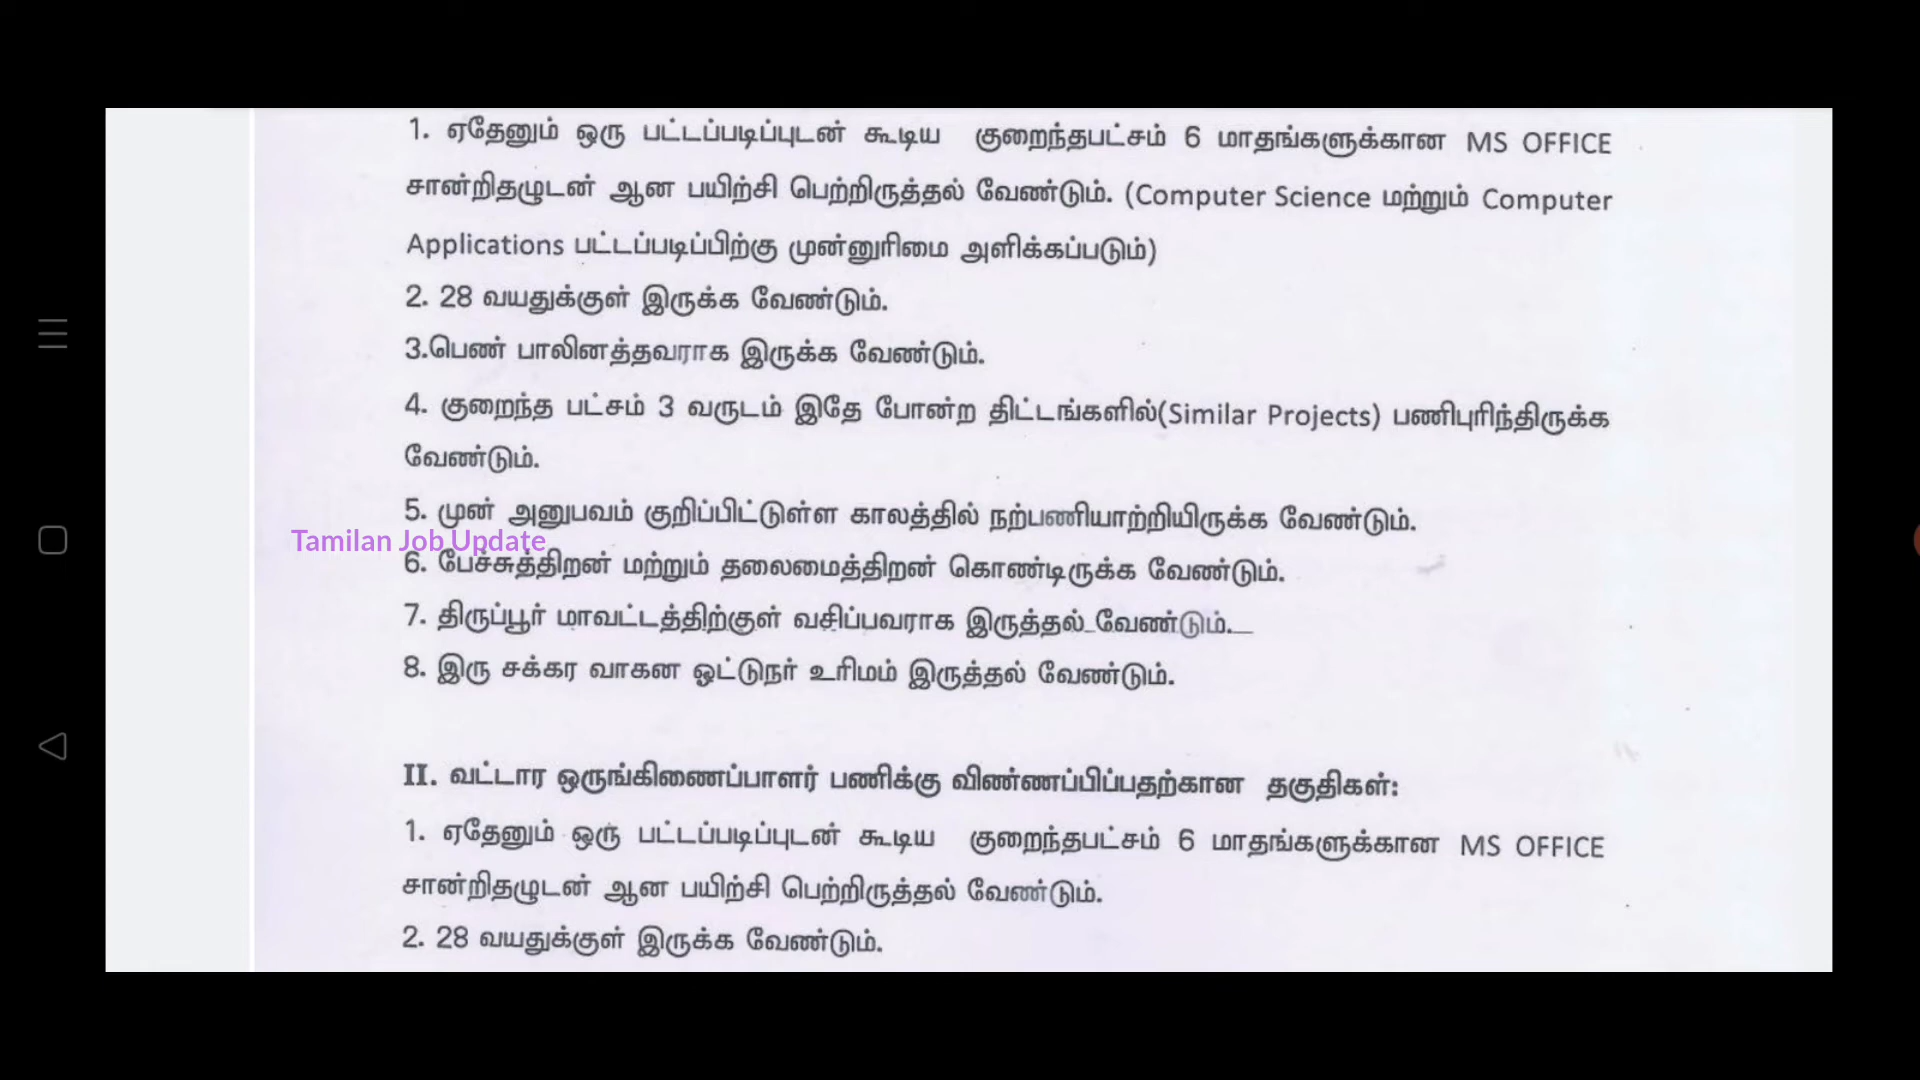 1. ஏதேனும் ஒரு பட்டப்படிப்புடன் கூடிய குறைந்தபட்சம் 6 மாதங்களுக்கான MS OFFICE
சான்றிதழுடன் ஆன பயிற்சி பெற்றிருத்தல் வேண்டும். (Computer Science மற்றும் Computer
Applications பட்டப்படிப்பிற்கு முன்னுரிமை அளிக்கப்படும்)
2. 28 வயதுக்குள் இருக்க வேண்டும்.
3.பெண் பாலினத்தவராக இருக்க வேண்டும்.
4. குறைந்த பட்சம் 3 வருடம் இதே போன்ற திட்டங்களில்(Similar Projects) பணிபுரிந்திருக்க
வேண்டும்.
5. முன் அனுபவம் குறிப்பிட்டுள்ள காலத்தில் நற்பணியாற்றியிருக்க வேண்டும்.
Tamilan Job Update
6. பேச்சுத்திறன் மற்றும் தலைமைத்திறன் கொண்டிருக்க வேண்டும்.
7. திருப்பூர் மாவட்டத்திற்குள் வசிப்பவராக இருத்தல் வேண்டும்.
8. இரு சக்கர வாகன ஓட்டுநர் உரிமம் இருத்தல் வேண்டும்.
II. வட்டார ஒருங்கிணைப்பாளர் பணிக்கு விண்ணப்பிப்பதற்கான தகுதிகள்:
1. ஏதேனும் ஒரு பட்டப்படிப்புடன் கூடிய குறைந்தபட்சம் 6 மாதங்களுக்கான MS OFFICE
சான்றிதழுடன் ஆன பயிற்சி பெற்றிருத்தல் வேண்டும்.
2. 28 வயதுக்குள் இருக்க வேண்டும்.